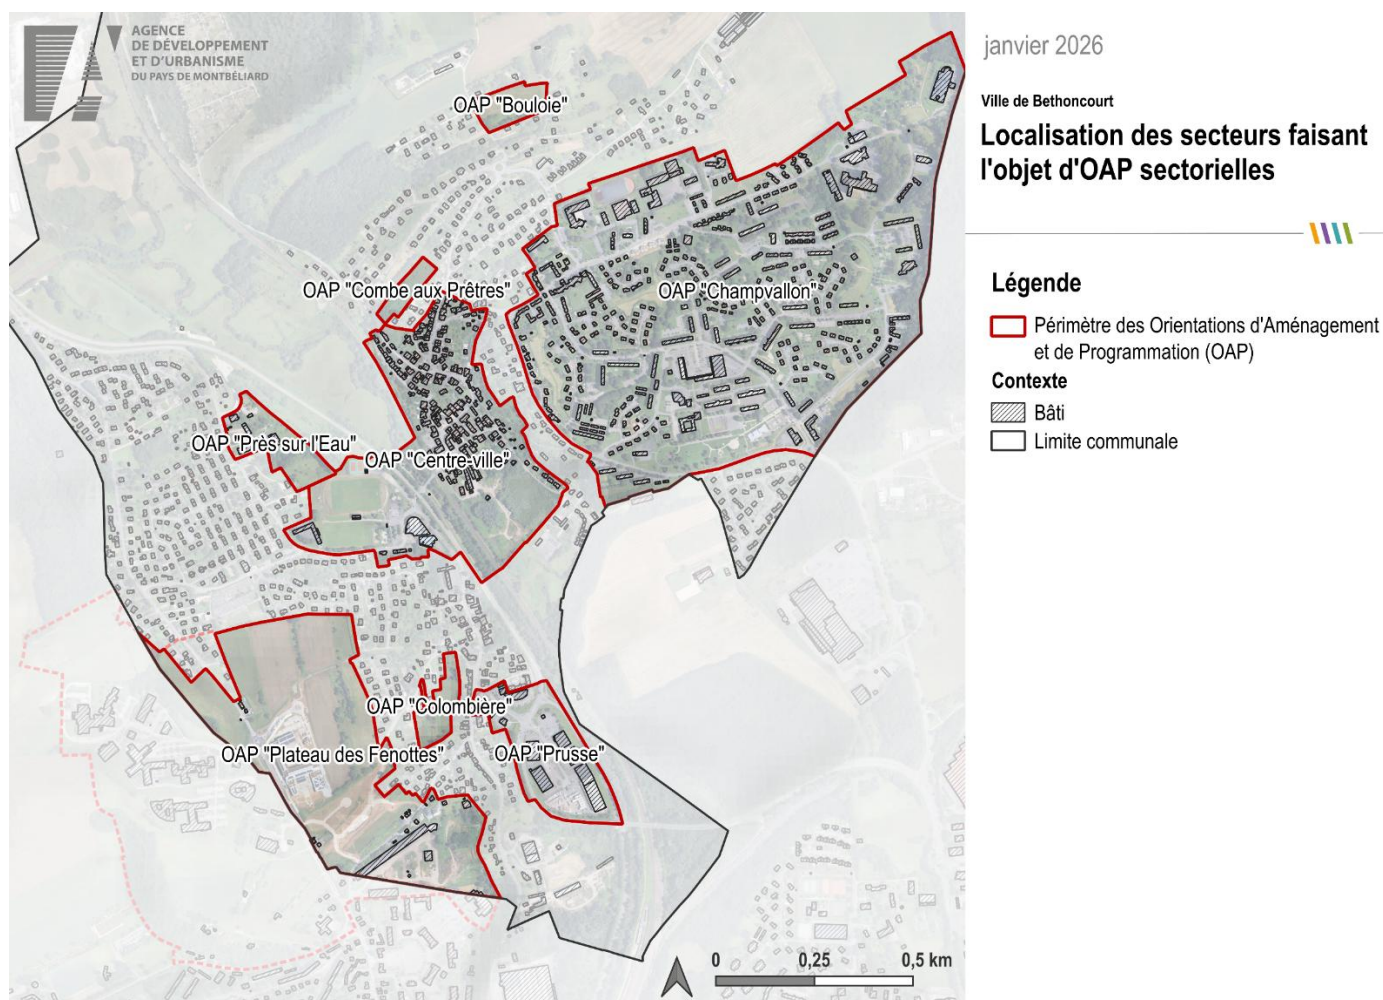 AGENCE
DE DÉVELOPPEMENT
ET D'URBANISME
DU PAYS DE MONTBÉLIARD
janvier 2026
Ville de Bethoncourt
Localisation des secteurs faisant
l'objet d'OAP sectorielles
Légende
Périmètre des Orientations d'Aménagement
et de Programmation (OAP)
Contexte
Bâti
Limite communale
OAP "Bouloie"
OAP "Combe aux Prêtres"
OAP "Champvallon"
OAP "Près sur l'Eau"
OAP "Centre-ville"
OAP "Colombière"
OAP "Plateau des Fenottes"
OAP "Prusse"
0 0,25 0,5 km